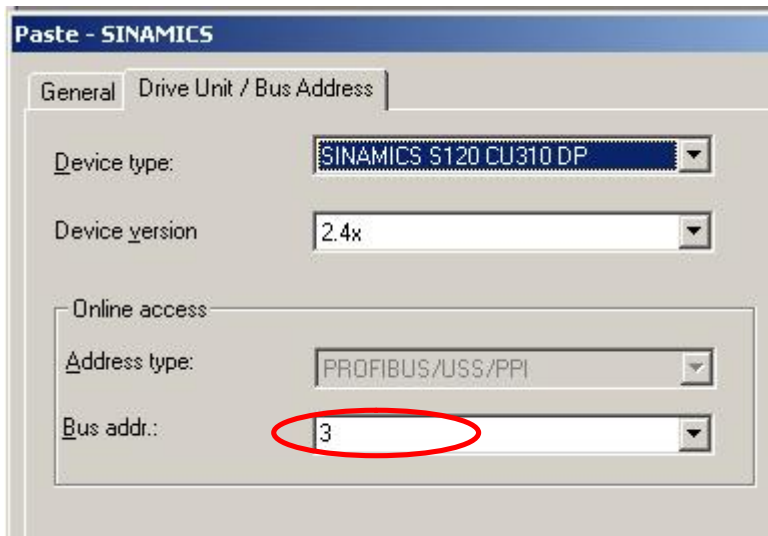 Paste - SINAMICS
General Drive Unit / Bus Address
Device type: SINAMICS S120 CU310 DP
Device version 2.4x
Online access
Address type: PROFIBUS/USS/PPI
Bus addr.: 3